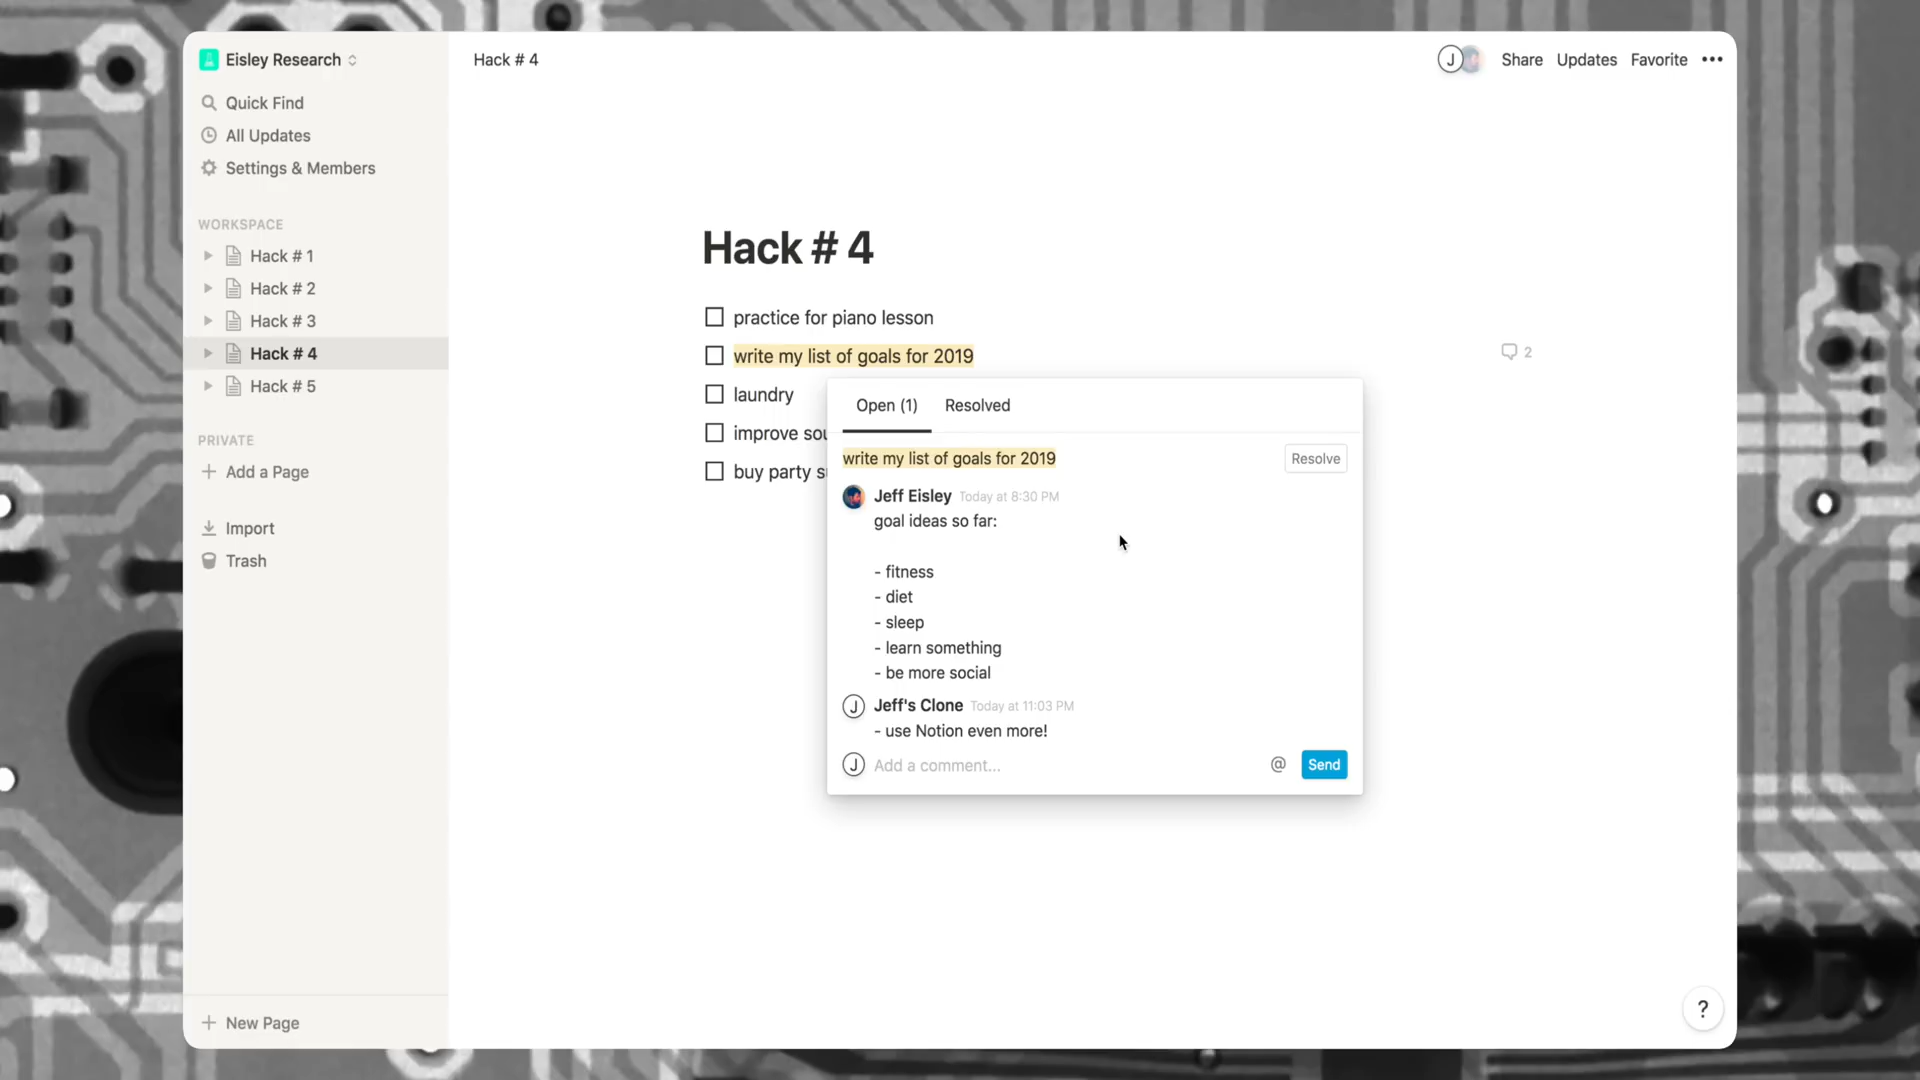 Eisley Research
Quick Find
All Updates
Settings & Members
WORKSPACE
Hack # 1
Hack # 2
Hack # 3
Hack # 4
Hack # 5
PRIVATE
Add a Page
Import
Trash
New Page
Hack # 4
J
Share Updates Favorite •••
Hack # 4
practice for piano lesson
write my list of goals for 2019
2
laundry
improve sou
buy party
Open (1) Resolved
write my list of goals for 2019
Resolve
Jeff Eisley Today at 8:30 PM
goal ideas so far:
- fitness
- diet
- sleep
- learn something
- be more social
J Jeff's Clone Today at 11:03 PM
- use Notion even more!
J Add a comment... @ Send
?